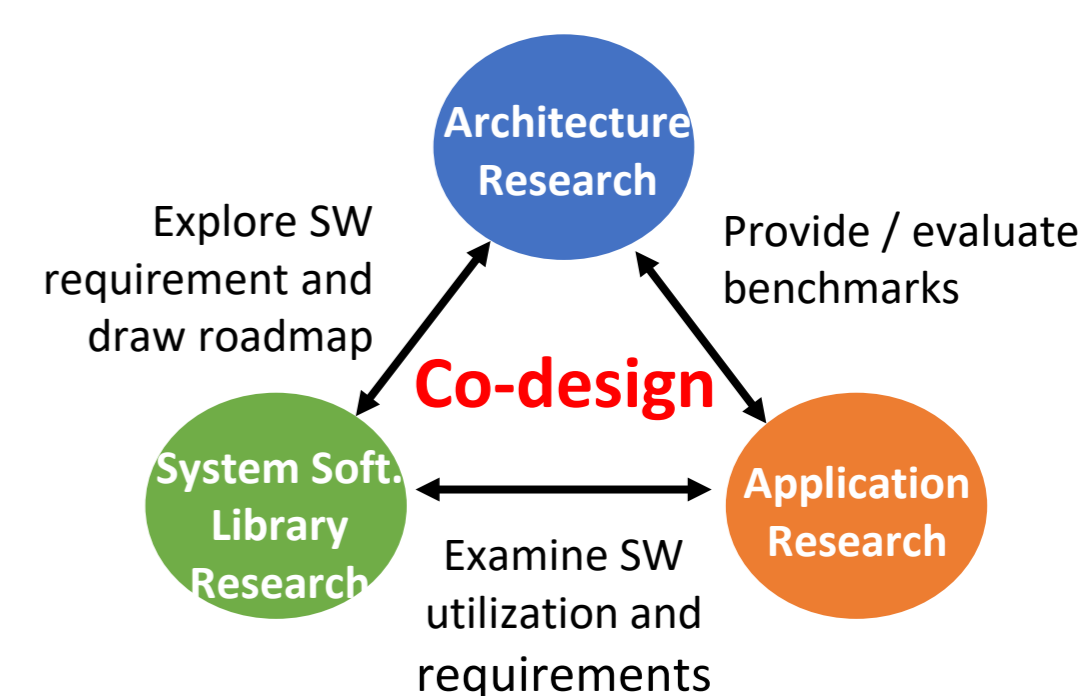 Architecture
Research
Explore SW
requirement and
draw roadmap
Provide / evaluate
benchmarks
Co-design
System Soft.
Library
Research
Application
Research
Examine SW
utilization and
requirements